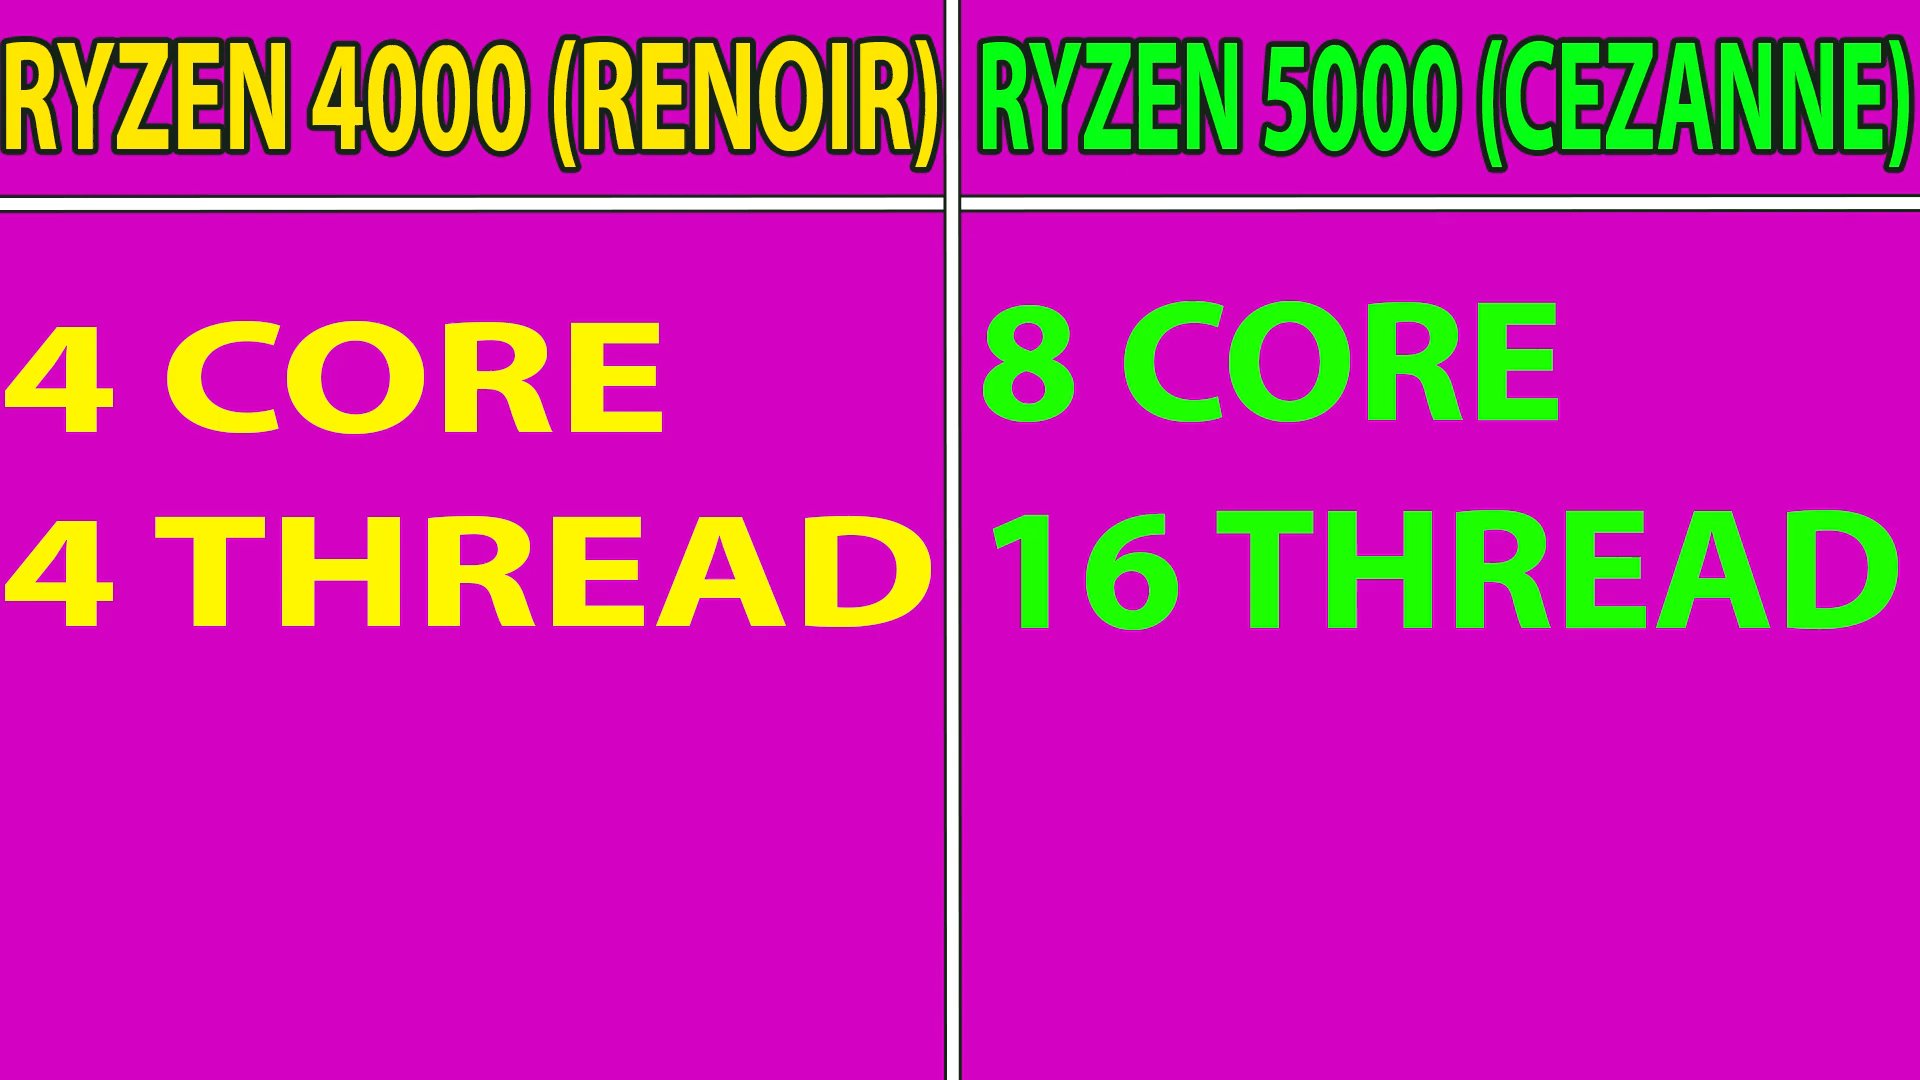 RYZEN 4000 (RENOIR)
4 CORE
4 THREAD
RYZEN 5000 (CEZANNE)
8 CORE
16 THREAD